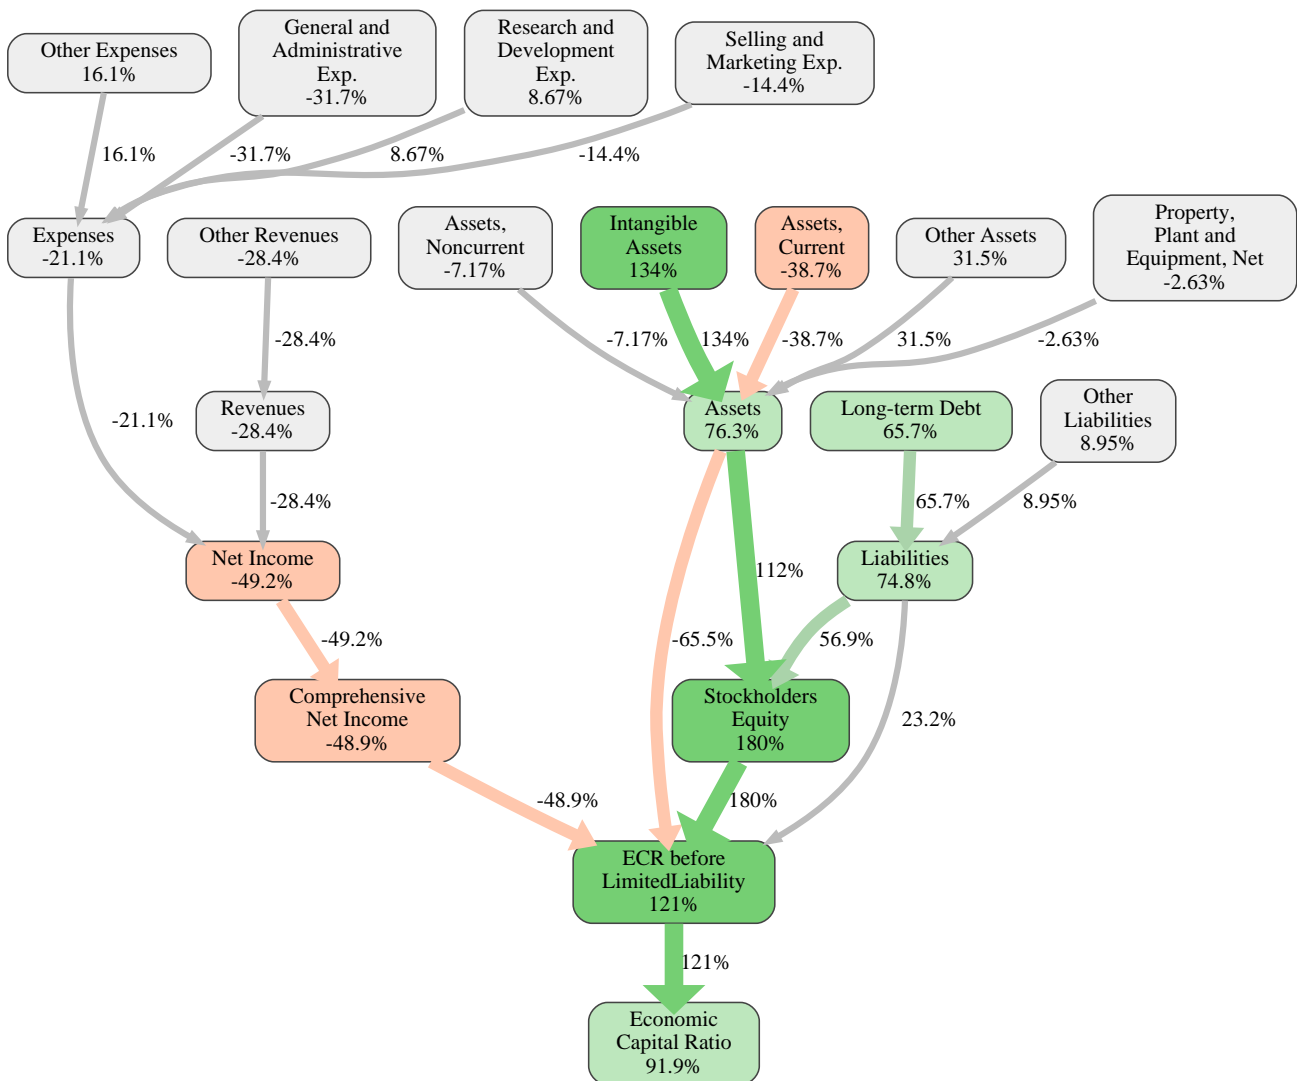 Other Expenses
16.1%
General and
Administrative
Exp.
-31.7%
Research and
Development
Exp.
8.67%
Selling and
Marketing Exp.
-14.4%
16.1%
-31.7%
8.67%
-14.4%
Expenses
-21.1%
Other Revenues
-28.4%
Assets,
Noncurrent
-7.17%
Intangible
Assets
134%
Assets,
Current
-38.7%
Other Assets
31.5%
Property,
Plant and
Equipment, Net
-2.63%
-28.4%
-7.17%
134%
-38.7%
31.5%
-2.63%
-21.1%
Revenues
-28.4%
Assets
76.3%
Long-term Debt
65.7%
Other
Liabilities
8.95%
-28.4%
65.7%
8.95%
Net Income
-49.2%
112%
Liabilities
74.8%
-49.2%
-65.5%
56.9%
23.2%
Comprehensive
Net Income
-48.9%
Stockholders
Equity
180%
-48.9%
180%
ECR before
LimitedLiability
121%
121%
Economic
Capital Ratio
91.9%